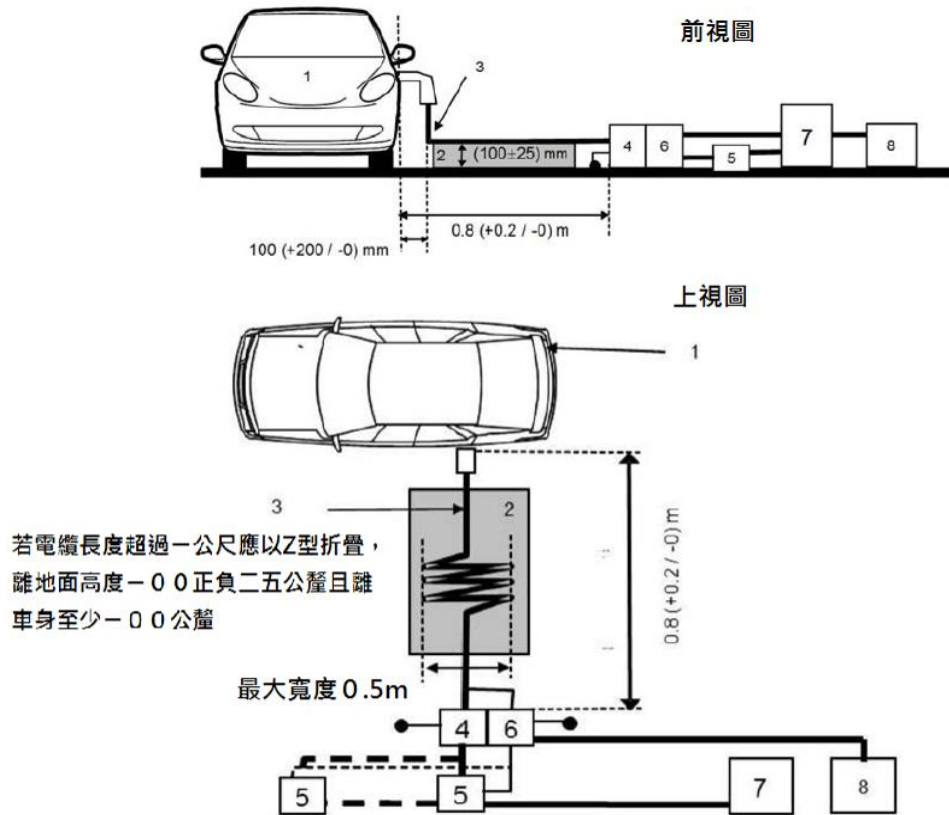 前視圖
1
3
2
(100±25) mm
4
6
5
7
8
0.8 (+0.2 / -0) m
100 (+200 / -0) mm
上視圖
1
3
2
若電纜長度超過一公尺應以Z型折疊，
離地面高度一００正負二五公釐且離
車身至少一００公釐
0.8 (+0.2 / -0) m
最大寬度０.5m
4
6
5
5
7
8